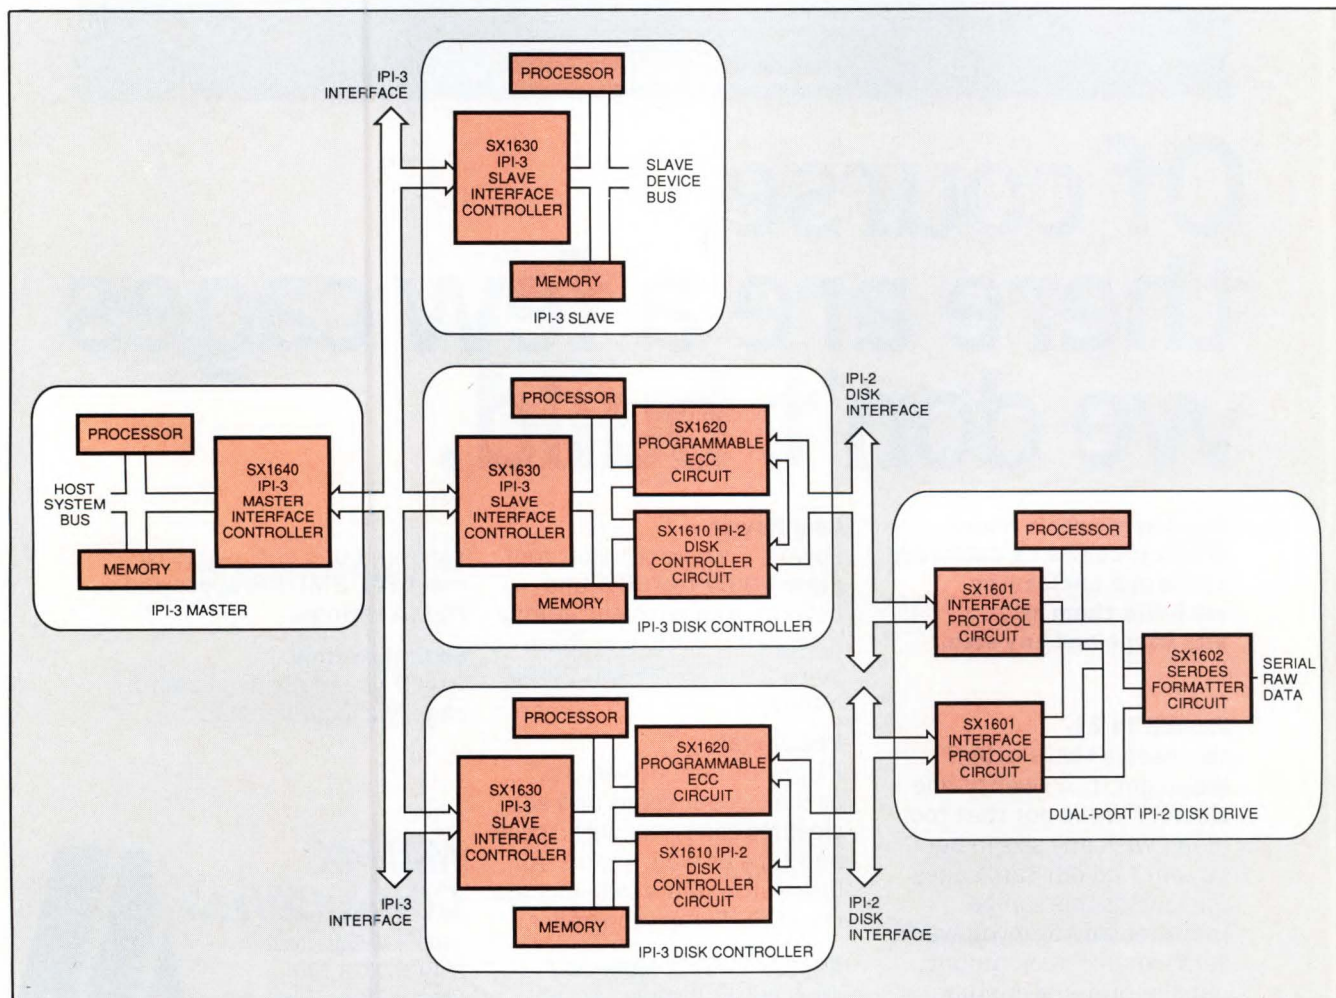 IPI-3
INTERFACE
PROCESSOR
SX1630
IPI-3
SLAVE
INTERFACE
CONTROLLER
SLAVE
DEVICE
BUS
MEMORY
IPI-3 SLAVE
PROCESSOR
HOST
SYSTEM
BUS
SX1640
IPI-3
MASTER
INTERFACE
CONTROLLER
MEMORY
IPI-3 MASTER
PROCESSOR
SX1630
IPI-3
SLAVE
INTERFACE
CONTROLLER
SX1620
PROGRAMMABLE
ECC
CIRCUIT
SX1610 IPI-2
DISK
CONTROLLER
CIRCUIT
MEMORY
IPI-3 DISK CONTROLLER
IPI-2
DISK
INTERFACE
PROCESSOR
SX1601
INTERFACE
PROTOCOL
CIRCUIT
SX1602
SERDES
FORMATTER
CIRCUIT
SERIAL
RAW
DATA
SX1601
INTERFACE
PROTOCOL
CIRCUIT
DUAL-PORT IPI-2 DISK DRIVE
PROCESSOR
SX1630
IPI-3
SLAVE
INTERFACE
CONTROLLER
SX1620
PROGRAMMABLE
ECC
CIRCUIT
SX1610 IPI-2
DISK
CONTROLLER
CIRCUIT
MEMORY
IPI-3 DISK CONTROLLER
IPI-3
INTERFACE
IPI-2
DISK
INTERFACE